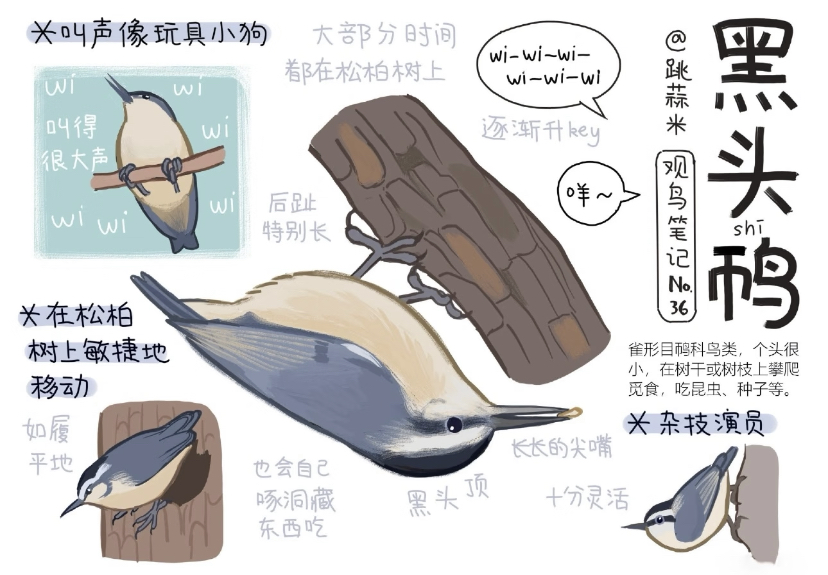 黑头䴓
shī
@跳蒜米
观鸟笔记No.36
雀形目䴓科鸟类，个头很
小，在树干或树枝上攀爬
觅食，吃昆虫、种子等。
叫声像玩具小狗
wi
wi
叫得
很大声
wi
wi
wi
wi
大部分时间
都在松柏树上
wi-wi-wi-
wi-wi-wi
逐渐升key
咩～
后趾
特别长
在松柏
树上敏捷地
移动
如履
平地
也会自己
啄洞藏
东西吃
黑头顶
长长的尖嘴
杂技演员
十分灵活